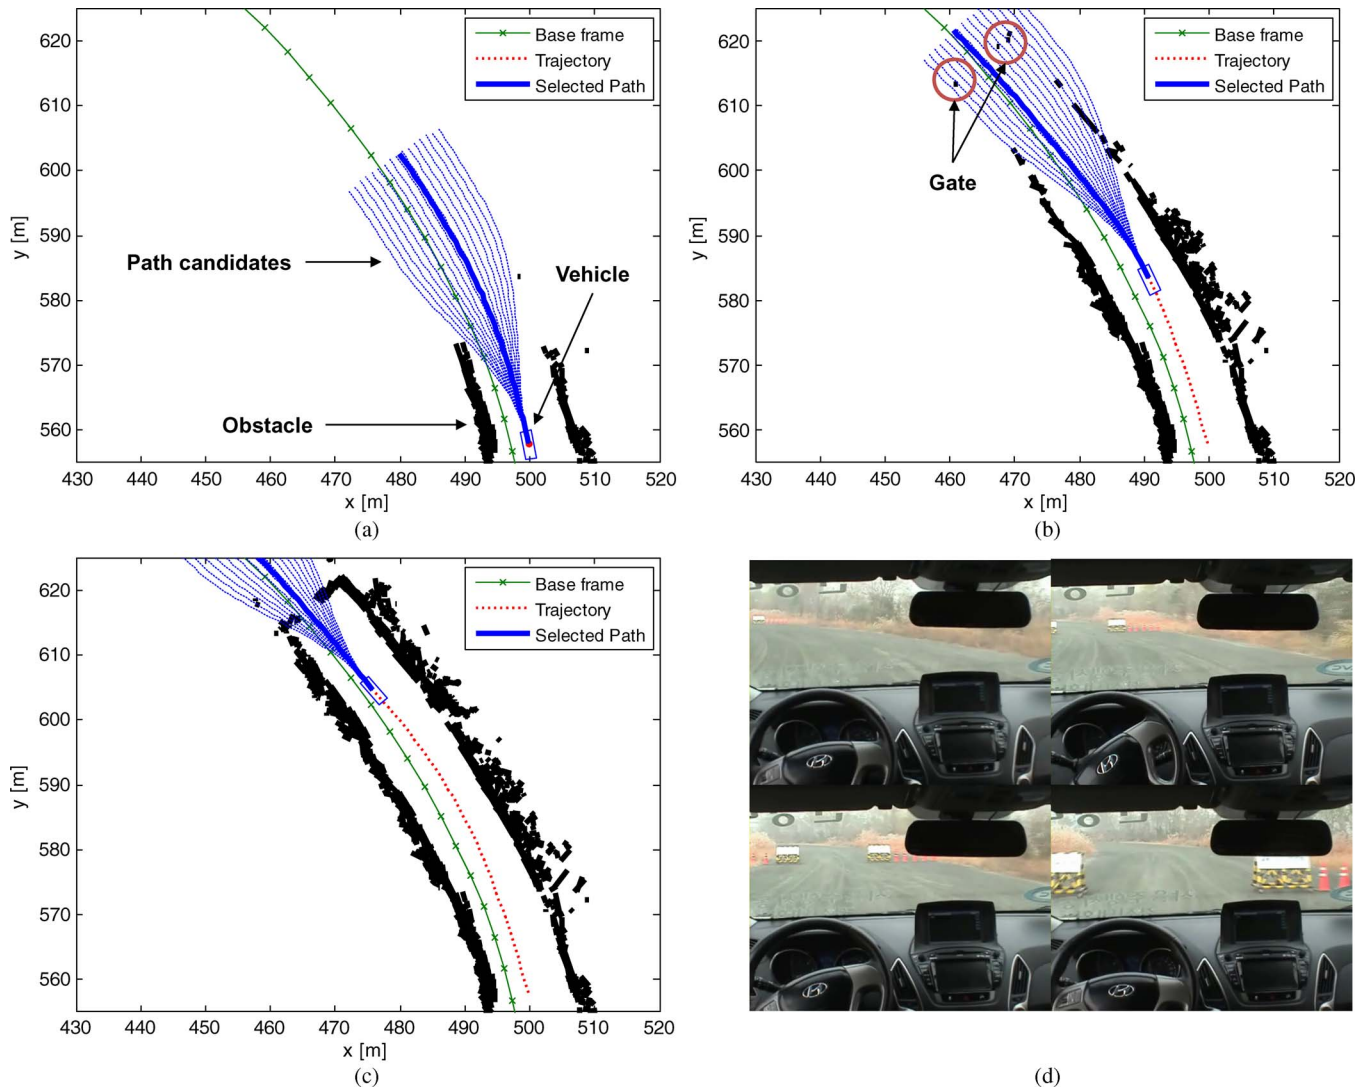 620
610
600
590
580
570
560
y [m]
430 440 450 460 470 480 490 500 510 520
x [m]
Base frame
Trajectory
Selected Path
Path candidates
Vehicle
Obstacle
(a)
620
610
600
590
580
570
560
y [m]
430 440 450 460 470 480 490 500 510 520
x [m]
Base frame
Trajectory
Selected Path
Gate
(b)
620
610
600
590
580
570
560
y [m]
430 440 450 460 470 480 490 500 510 520
x [m]
Base frame
Trajectory
Selected Path
(c)
(d)